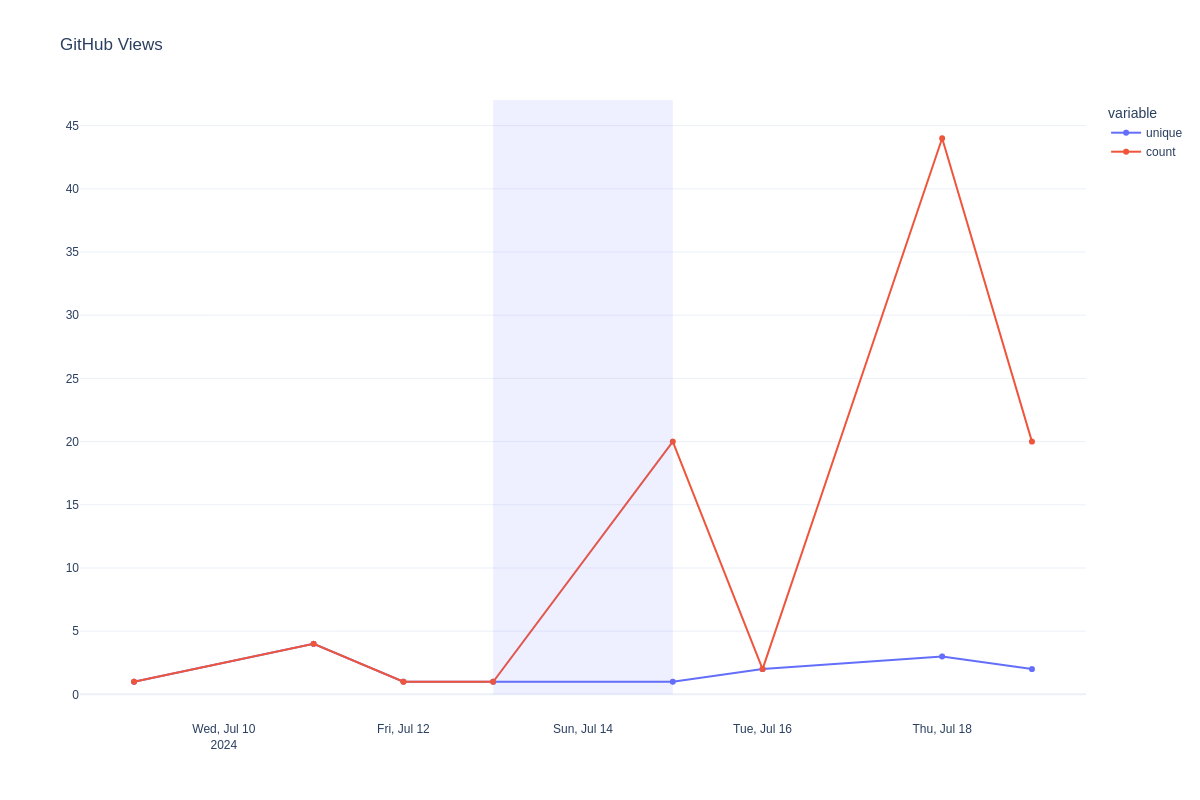 GitHub Views
variable
unique
count
45
40
35
30
25
20
15
10
5
0
Wed, Jul 10
2024
Fri, Jul 12
Sun, Jul 14
Tue, Jul 16
Thu, Jul 18